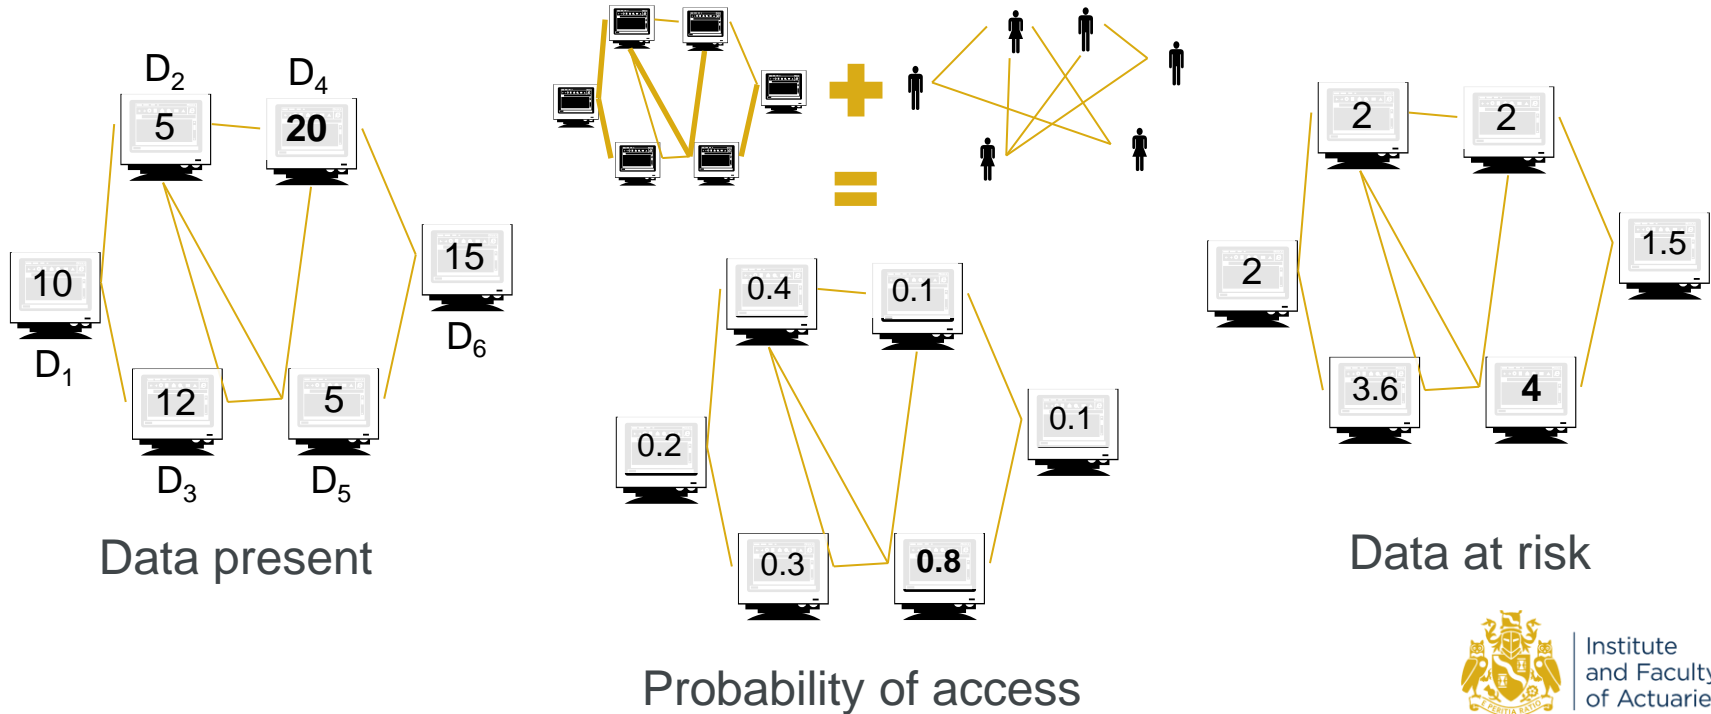 D2
D4
5
20
10
15
D1
D6
12
5
D3
D5
Data present
0.4
0.1
0.2
0.1
0.3
0.8
Probability of access
2
2
2
1.5
3.6
4
Data at risk
Institute
and Faculty
of Actuarie